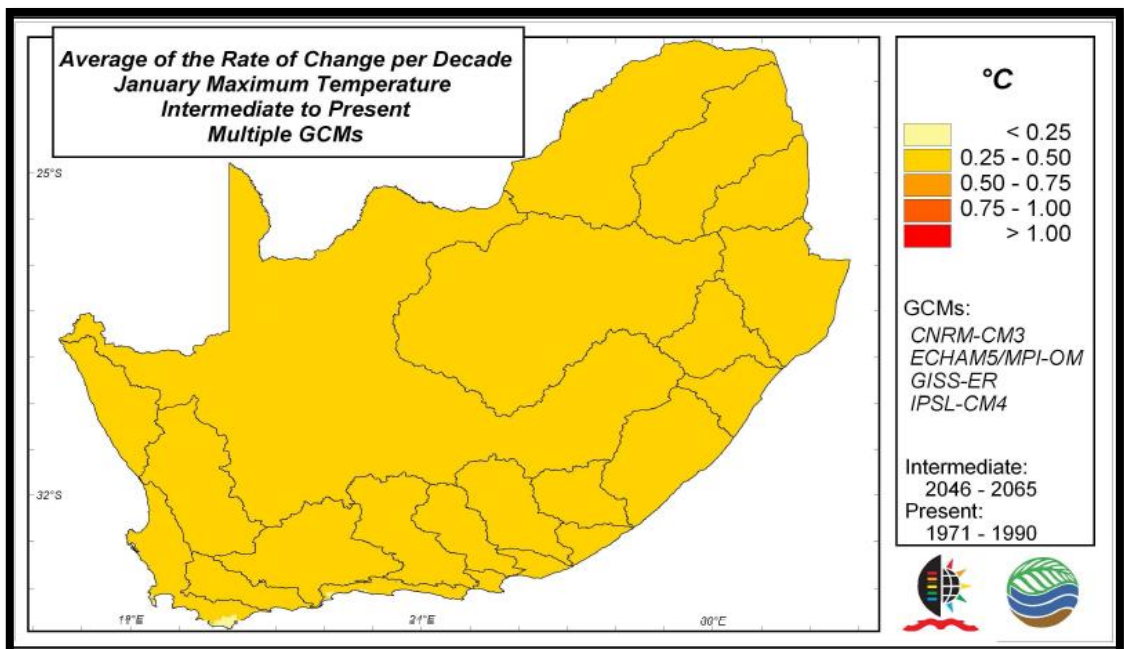 Average of the Rate of Change per Decade
January Maximum Temperature
Intermediate to Present
Multiple GCMs
°C
< 0.25
0.25 - 0.50
0.50 - 0.75
0.75 - 1.00
> 1.00
GCMs:
CNRM-CM3
ECHAM5/MPI-OM
GISS-ER
IPSL-CM4
Intermediate:
2046 - 2065
Present:
1971 - 1990
25°S
32°S